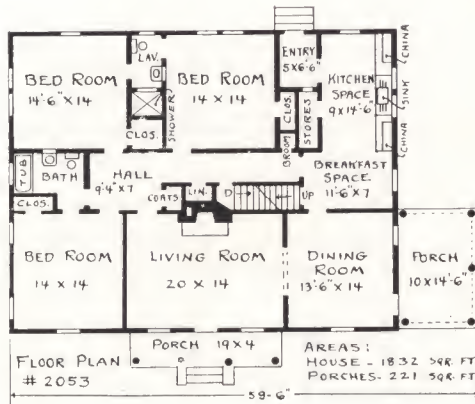 BED ROOM
14'-6" X 14
LAV.
SHOWER
CLOS.
BED ROOM
14 X 14
ENTRY
5X6'-6"
CLOS.
STORES
BROOM
KITCHEN
SPACE
9X14'-6"
CHINA
SINK
CHINA
BREAKFAST
SPACE
11'-6"X7
TUB
BATH
CLOS.
HALL
9'-4"X7
COATS
LIN.
D
UP
BED ROOM
14 X 14
LIVING ROOM
20 X 14
DINING
ROOM
13'-6" X 14
PORCH
10X14'-6"
PORCH 19X4
FLOOR PLAN
# 2053
AREAS:
HOUSE - 1832 SQR. FT
PORCHES - 221 SQR. FT
59'-6"